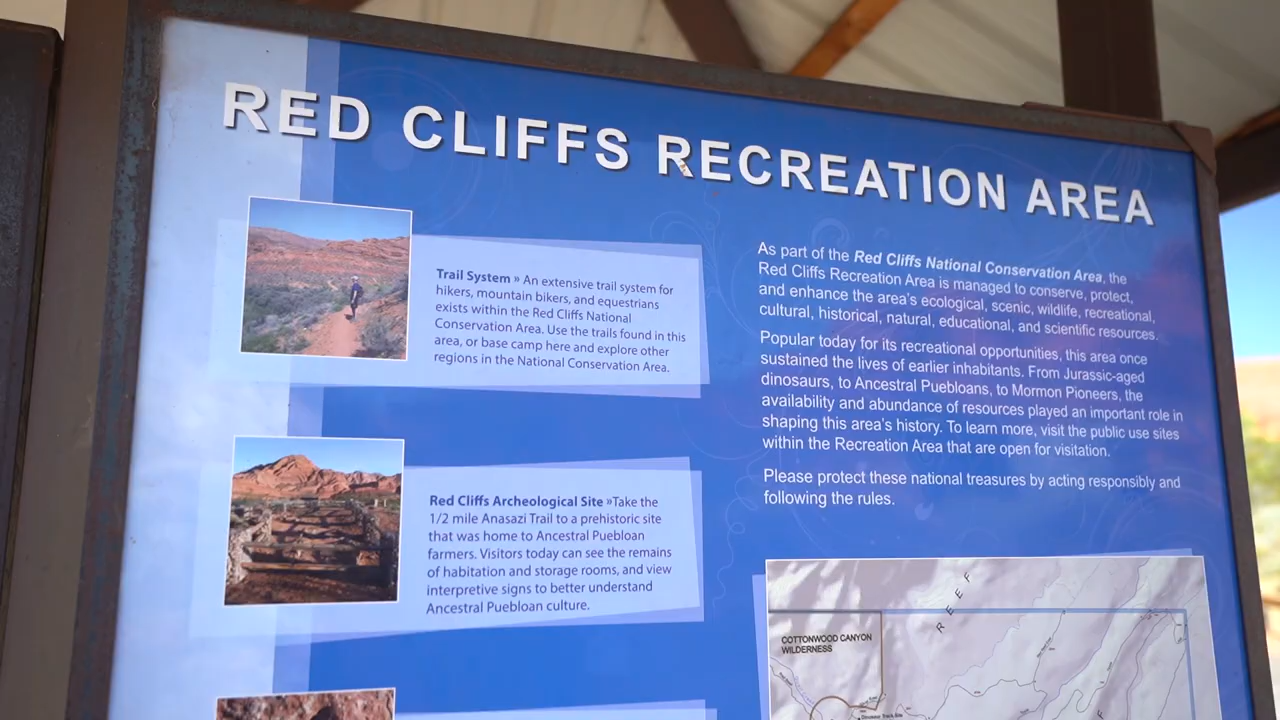 RED CLIFFS RECREATION AREA
Trail System » An extensive trail system for
hikers, mountain bikers, and equestrians
exists within the Red Cliffs National
Conservation Area. Use the trails found in this
area, or base camp here and explore other
regions in the National Conservation Area.
Red Cliffs Archeological Site »Take the
1/2 mile Anasazi Trail to a prehistoric site
that was home to Ancestral Puebloan
farmers. Visitors today can see the remains
of habitation and storage rooms, and view
interpretive signs to better understand
Ancestral Puebloan culture.
As part of the Red Cliffs National Conservation Area, the
Red Cliffs Recreation Area is managed to conserve, protect,
and enhance the area's ecological, scenic, wildlife, recreational,
cultural, historical, natural, educational, and scientific resources.
Popular today for its recreational opportunities, this area once
sustained the lives of earlier inhabitants. From Jurassic-aged
dinosaurs, to Ancestral Puebloans, to Mormon Pioneers, the
availability and abundance of resources played an important role in
shaping this area's history. To learn more, visit the public use sites
within the Recreation Area that are open for visitation.
Please protect these national treasures by acting responsibly and
following the rules.
REEF
COTTONWOOD CANYON
WILDERNESS
Dinosaur Track Site